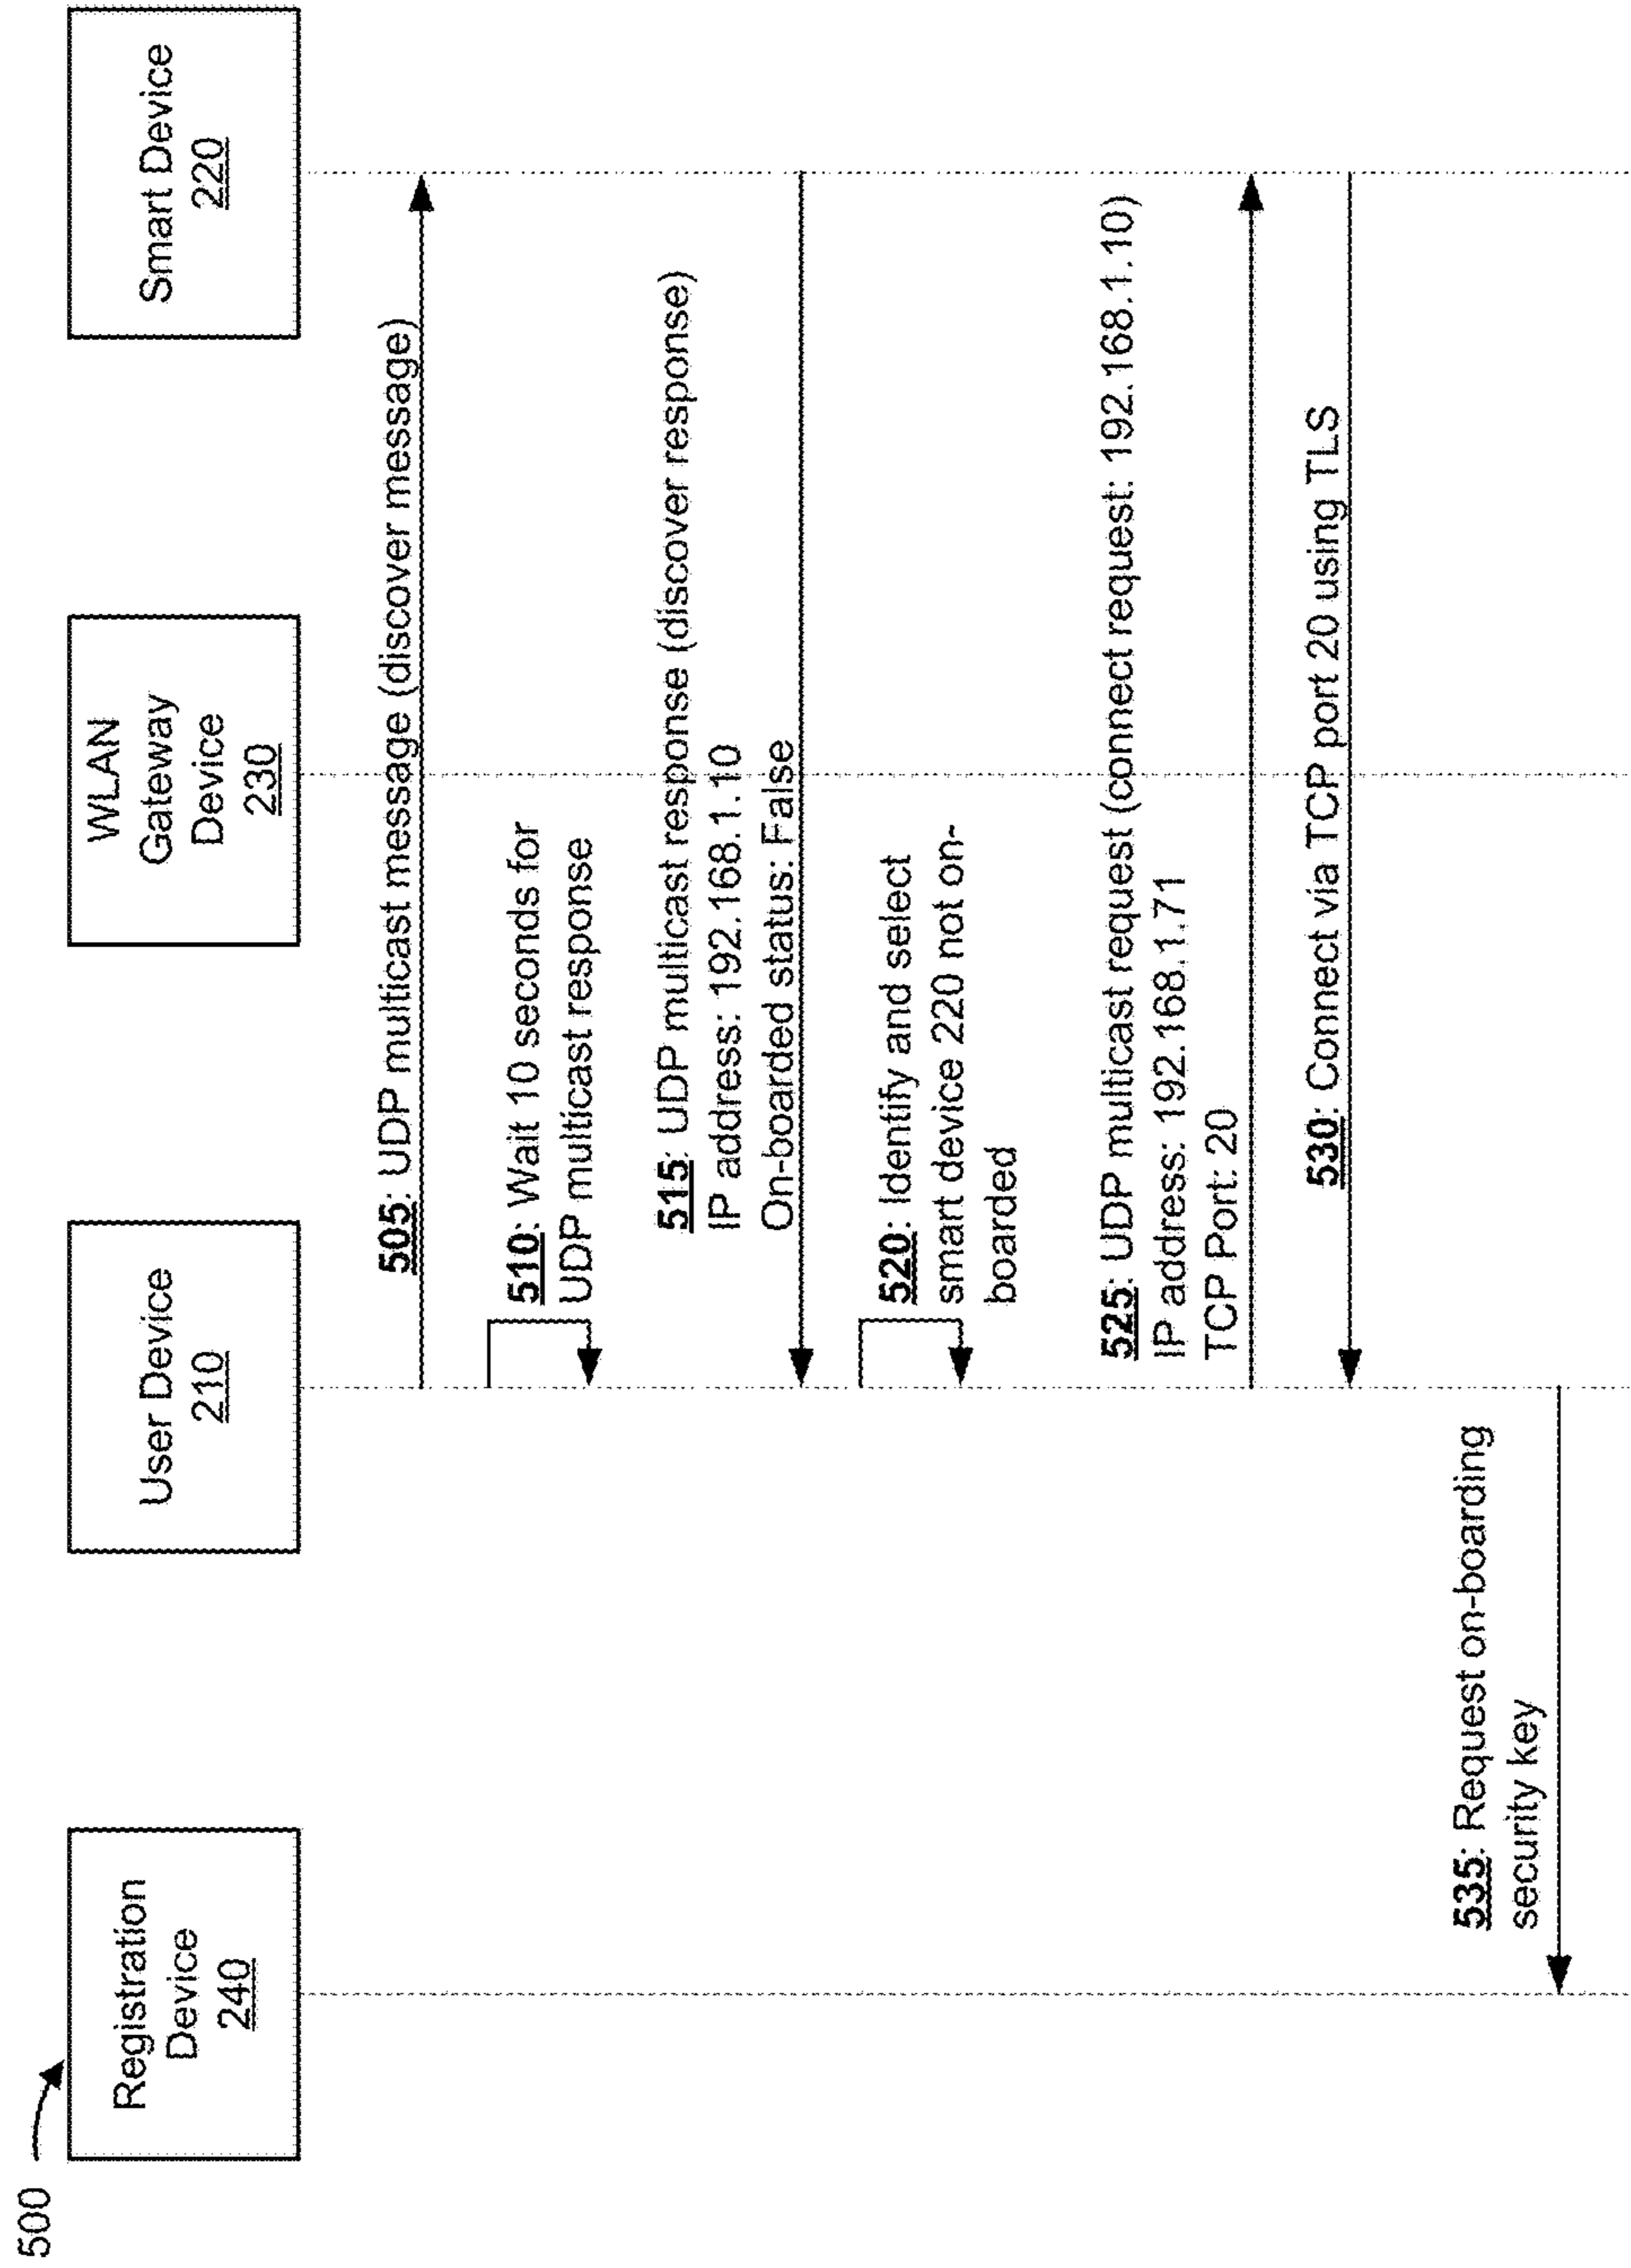 500
Registration
Device
240
User Device
210
WLAN
Gateway
Device
230
Smart Device
220
505: UDP multicast message (discover message)
510: Wait 10 seconds for
UDP multicast response
515: UDP multicast response (discover response)
IP address: 192.168.1.10
On-boarded status: False
520: Identify and select
smart device 220 not on-
boarded
525: UDP multicast request (connect request: 192.168.1.10)
IP address: 192.168.1.71
TCP Port: 20
530: Connect via TCP port 20 using TLS
535: Request on-boarding
security key